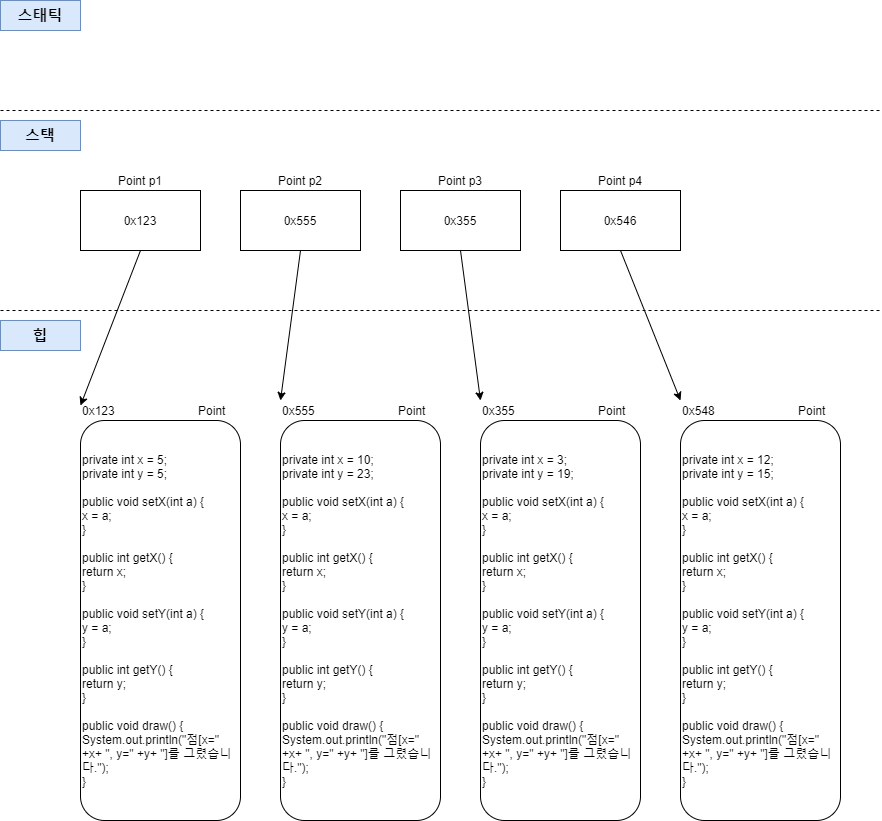 스태틱
스택
Point p1
Point p2
Point p3
Point p4
0x123
0x555
0x355
0x546
힙
0x123 Point
0x555 Point
0x355 Point
0x548 Point
private int x = 5;
private int y = 5;
public void setX(int a) {
x = a;
}
public int getX() {
return x;
}
public void setY(int a) {
y = a;
}
public int getY() {
return y;
}
public void draw() {
System.out.println("점[x="
+x+ ", y=" +y+ "]를 그렸습니
다.");
}
private int x = 10;
private int y = 23;
public void setX(int a) {
x = a;
}
public int getX() {
return x;
}
public void setY(int a) {
y = a;
}
public int getY() {
return y;
}
public void draw() {
System.out.println("점[x="
+x+ ", y=" +y+ "]를 그렸습니
다.");
}
private int x = 3;
private int y = 19;
public void setX(int a) {
x = a;
}
public int getX() {
return x;
}
public void setY(int a) {
y = a;
}
public int getY() {
return y;
}
public void draw() {
System.out.println("점[x="
+x+ ", y=" +y+ "]를 그렸습니
다.");
}
private int x = 12;
private int y = 15;
public void setX(int a) {
x = a;
}
public int getX() {
return x;
}
public void setY(int a) {
y = a;
}
public int getY() {
return y;
}
public void draw() {
System.out.println("점[x="
+x+ ", y=" +y+ "]를 그렸습니
다.");
}